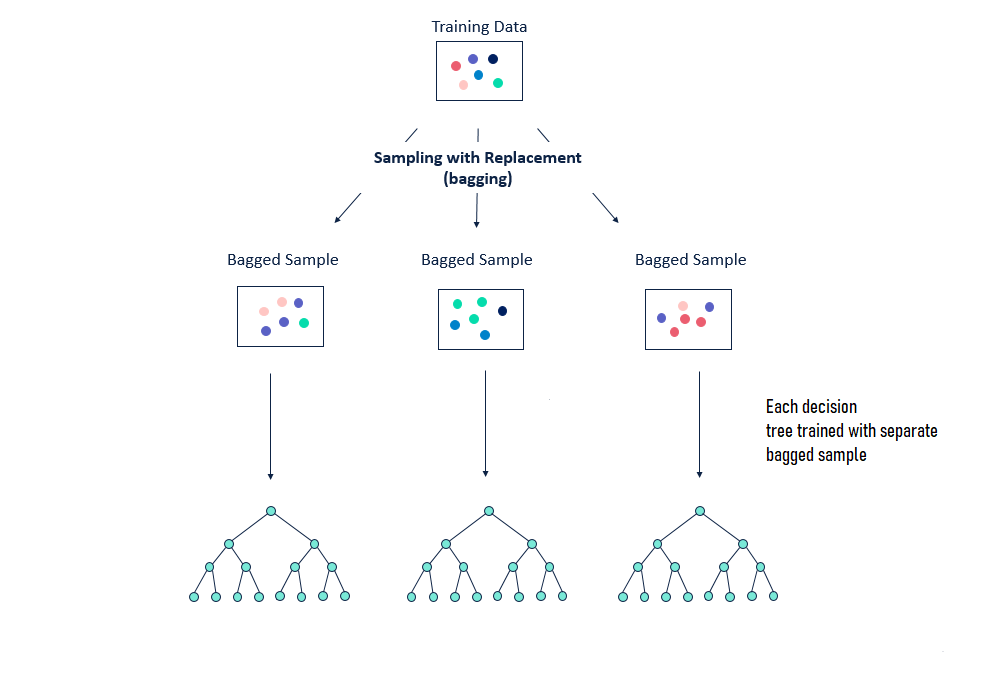 Training Data
Sampling with Replacement
(bagging)
Bagged Sample
Bagged Sample
Bagged Sample
Each decision
tree trained with separate
bagged sample